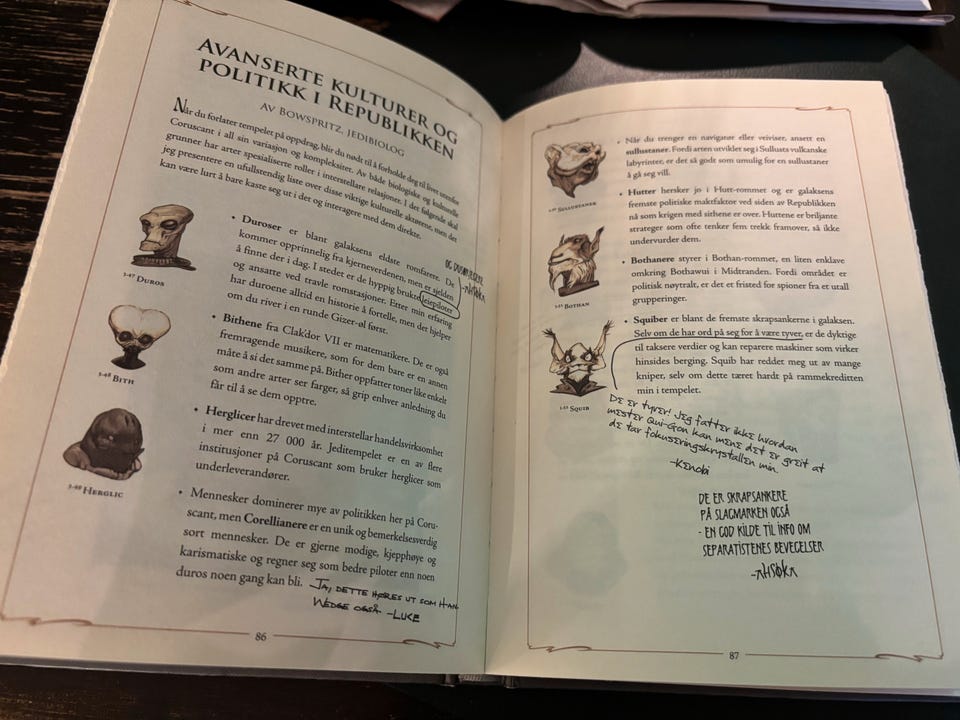 AVANSERTE KULTURER OG
POLITIKK I REPUBLIKKEN
AV BOWSPRITZ, JEDIBIOLOG
Når du forlater tempelet på oppdrag, blir du nødt til å forholde deg til livet utenfor
Coruscant i all sin variasjon og kompleksitet. Av både biologiske og kulturelle
grunner har arter spesialiserte roller i interstellare relasjoner. I det følgende skal
jeg presentere en ufullstendig liste over disse viktige kulturelle aktørene, men det
kan være lurt å bare kaste seg ut i det og interagere med dem direkte.
1-47 DUROS
• Duroser er blant galaksens eldste romfarere. De
kommer opprinnelig fra kjerneverdenen, men er sjelden
å finne der i dag. I stedet er de hyppig brukte leiepiloter
og ansatte ved travle romstasjoner. Etter min erfaring
har duroene alltid en historie å fortelle, men det hjelper
om du river i en runde Gizer-øl først.
OG DUSØRJEGERE
-AHSOKA
1-48 BITH
• Bithene fra Clak'dor VII er matematikere. De er også
fremragende musikere, som for dem bare er en annen
måte å si det samme på. Bither oppfatter toner like enkelt
som andre arter ser farger, så grip enhver anledning du
får til å se dem opptre.
1-49 HERGLIC
• Herglicer har drevet med interstellar handelsvirksomhet
i mer enn 27 000 år. Jeditempelet er en av flere
institusjoner på Coruscant som bruker herglicer som
underleverandører.
• Mennesker dominerer mye av politikken her på Coru-
scant, men Corellianere er en unik og bemerkelsesverdig
sort mennesker. De er gjerne modige, kjepphøye og
karismatiske og regner seg som bedre piloter enn noen
duros noen gang kan bli.
JA, DETTE HØRES UT SOM HAN.
WEDGE OGSÅ. -LUKE
86
1-50 SULLUSTANER
• Når du trenger en navigatør eller veiviser, ansett en
sullustaner. Fordi arten utviklet seg i Sullusts vulkanske
labyrinter, er det så godt som umulig for en sullustaner
å gå seg vill.
• Hutter hersker jo i Hutt-rommet og er galaksens
fremste politiske maktfaktor ved siden av Republikken
nå som krigen med sithene er over. Huttene er briljante
strateger som ofte tenker fem trekk framover, så ikke
undervurder dem.
1-51 BOTHAN
• Bothanere styrer i Bothan-rommet, en liten enklave
omkring Bothawui i Midtranden. Fordi området er
politisk nøytralt, er det et fristed for spioner fra et utall
grupperinger.
1-52 SQUIB
• Squiber er blant de fremste skrapsankerne i galaksen.
Selv om de har ord på seg for å være tyver, er de dyktige
til å taksere verdier og kan reparere maskiner som virker
hinsides berging. Squib har reddet meg ut av mange
kniper, selv om dette tæret hardt på rammekreditten
min i tempelet.
DE ER TYVER! JEG FATTER IKKE HVORDAN
MESTER QUI-GON KAN MENE DET ER GREIT AT
DE TAR FOKUSERINGSKRYSTALLEN MIN.
-KENOBI
DE ER SKRAPSANKERE
PÅ SLAGMARKEN OGSÅ
- EN GOD KILDE TIL INFO OM
SEPARATISTENES BEVEGELSER
-AHSOKA
87